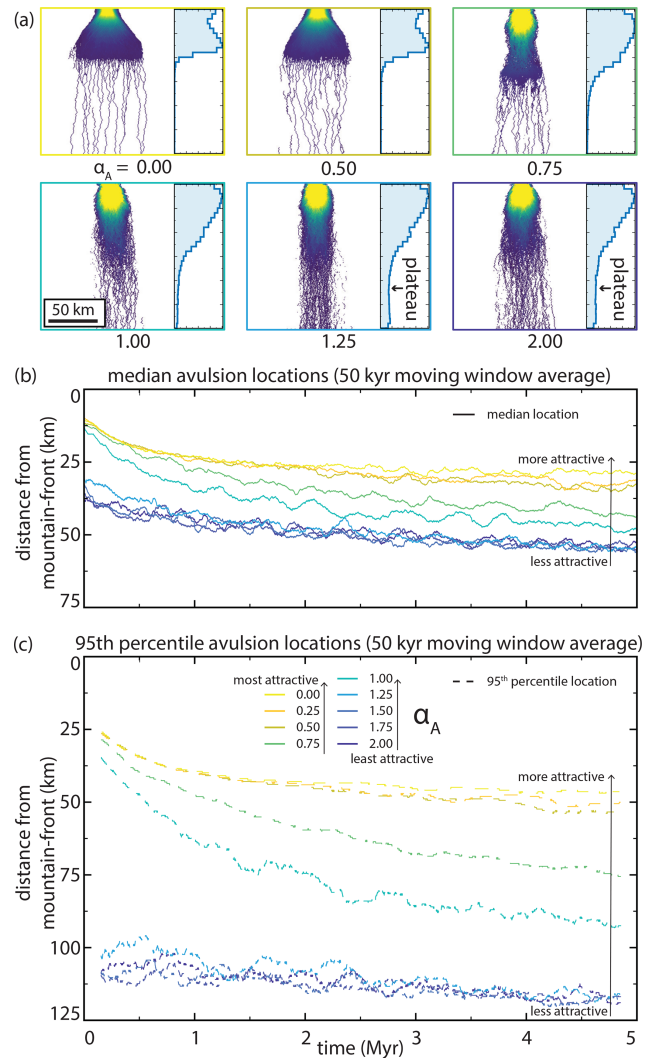 (a)
α_A = 0.00
0.50
0.75
50 km
plateau
plateau
1.00
1.25
2.00
(b)
median avulsion locations (50 kyr moving window average)
0
25
50
75
distance from
mountain-front (km)
median location
more attractive
less attractive
(c)
95th percentile avulsion locations (50 kyr moving window average)
0
25
50
75
100
125
distance from
mountain-front (km)
most attractive
0.00
0.25
0.50
0.75
1.00
1.25
1.50
1.75
2.00
least attractive
α_A
95th percentile location
more attractive
less attractive
0
1
2
3
4
5
time (Myr)